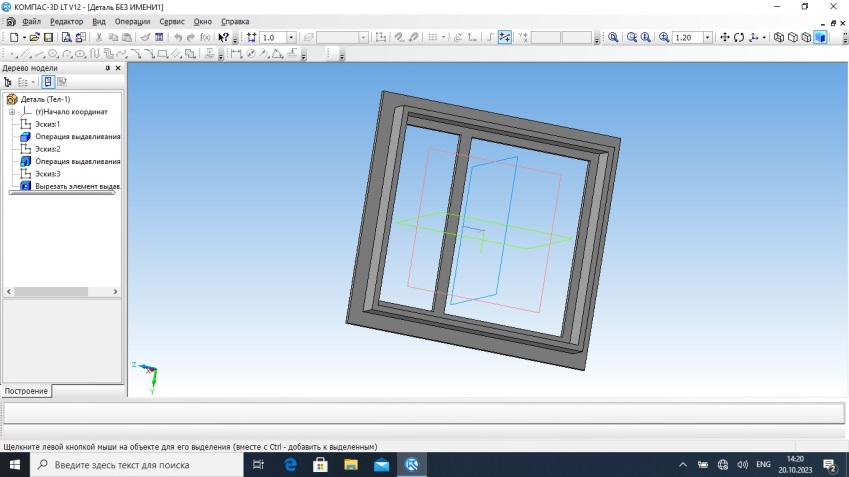 КОМПАС-3D LT V12 - [Деталь БЕЗ ИМЕНИ1]
Файл Редактор Вид Операции Сервис Окно Справка
1.0 f(x) 1.20
Дерево модели
Деталь (Тел-1)
(т)Начало координат
Эскиз:1
Операция выдавливания
Эскиз:2
Операция выдавливания
Эскиз:3
Вырезать элемент выдав.
Z X Y
Построение
Щелкните левой кнопкой мыши на объекте для его выделения (вместе с Ctrl - добавить к выделенным)
Введите здесь текст для поиска
ENG
14:20
20.10.2023
2